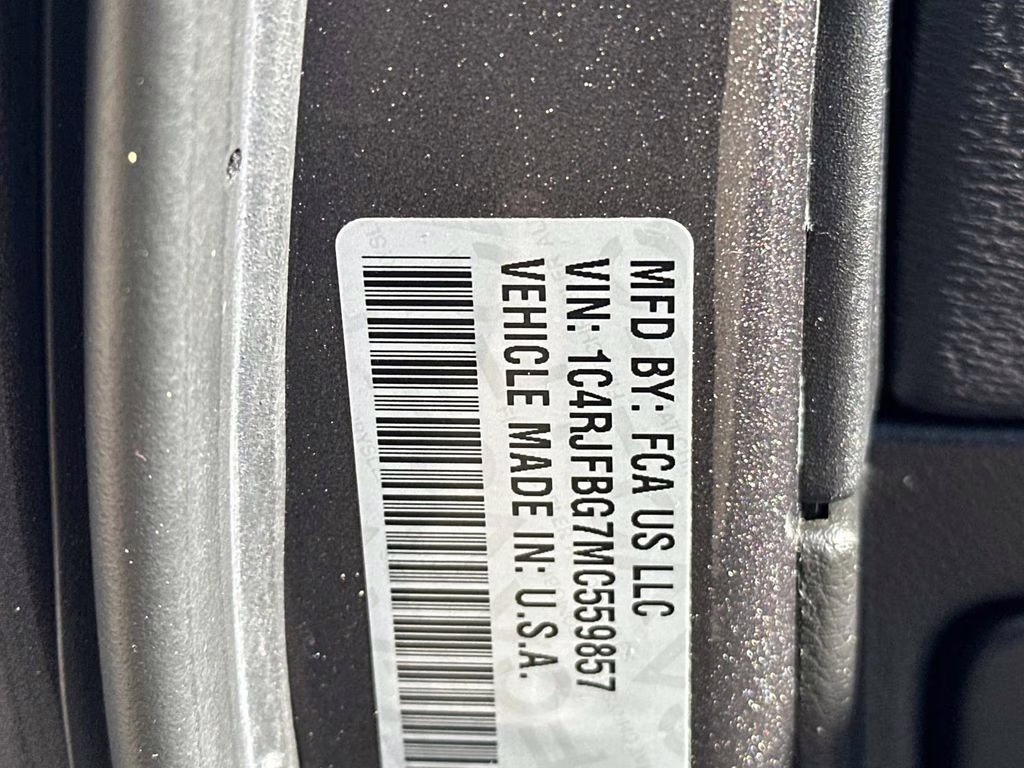 MFD BY: FCA US LLC
VIN: 1C4RJFBG7MC559857
VEHICLE MADE IN: U.S.A.